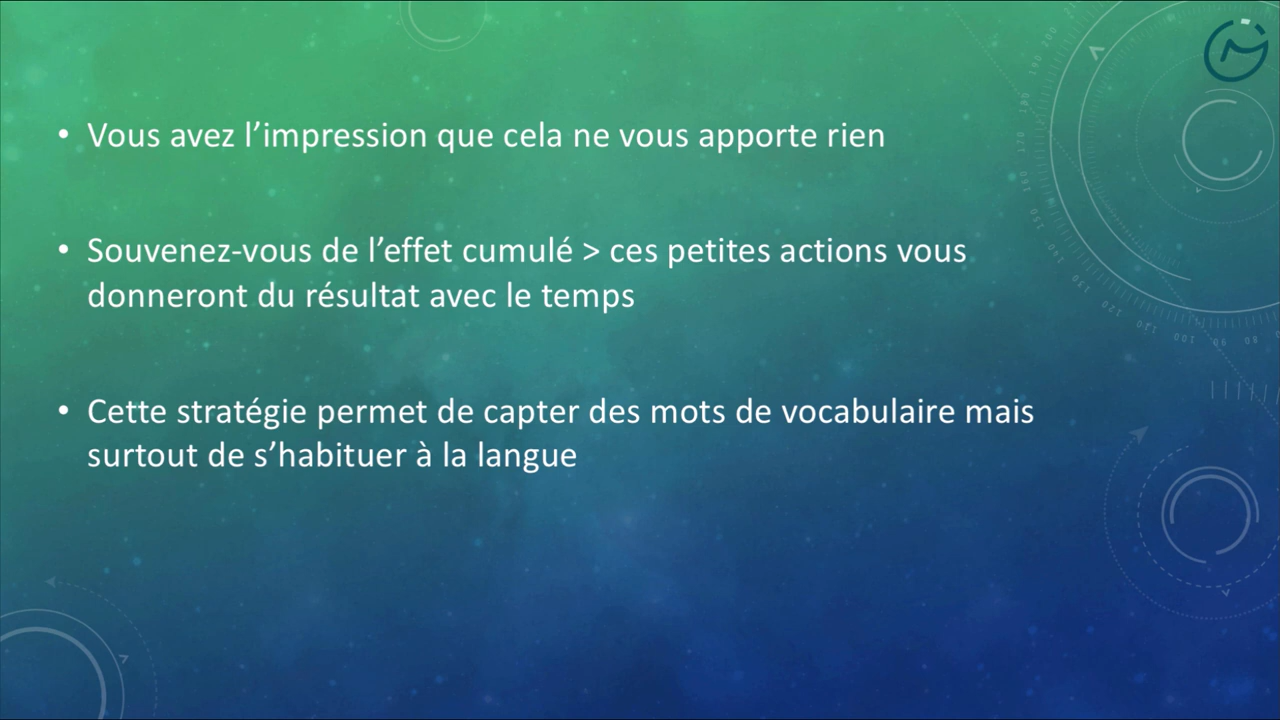 • Vous avez l’impression que cela ne vous apporte rien
• Souvenez-vous de l’effet cumulé > ces petites actions vous
donneront du résultat avec le temps
• Cette stratégie permet de capter des mots de vocabulaire mais
surtout de s’habituer à la langue